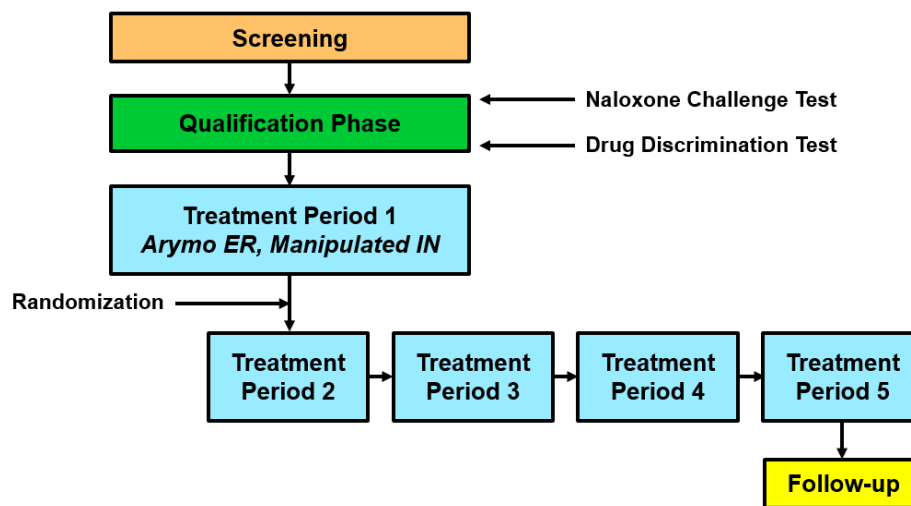 Screening
Naloxone Challenge Test
Qualification Phase
Drug Discrimination Test
Treatment Period 1
Arymo ER, Manipulated IN
Randomization
Treatment
Period 2
Treatment
Period 3
Treatment
Period 4
Treatment
Period 5
Follow-up